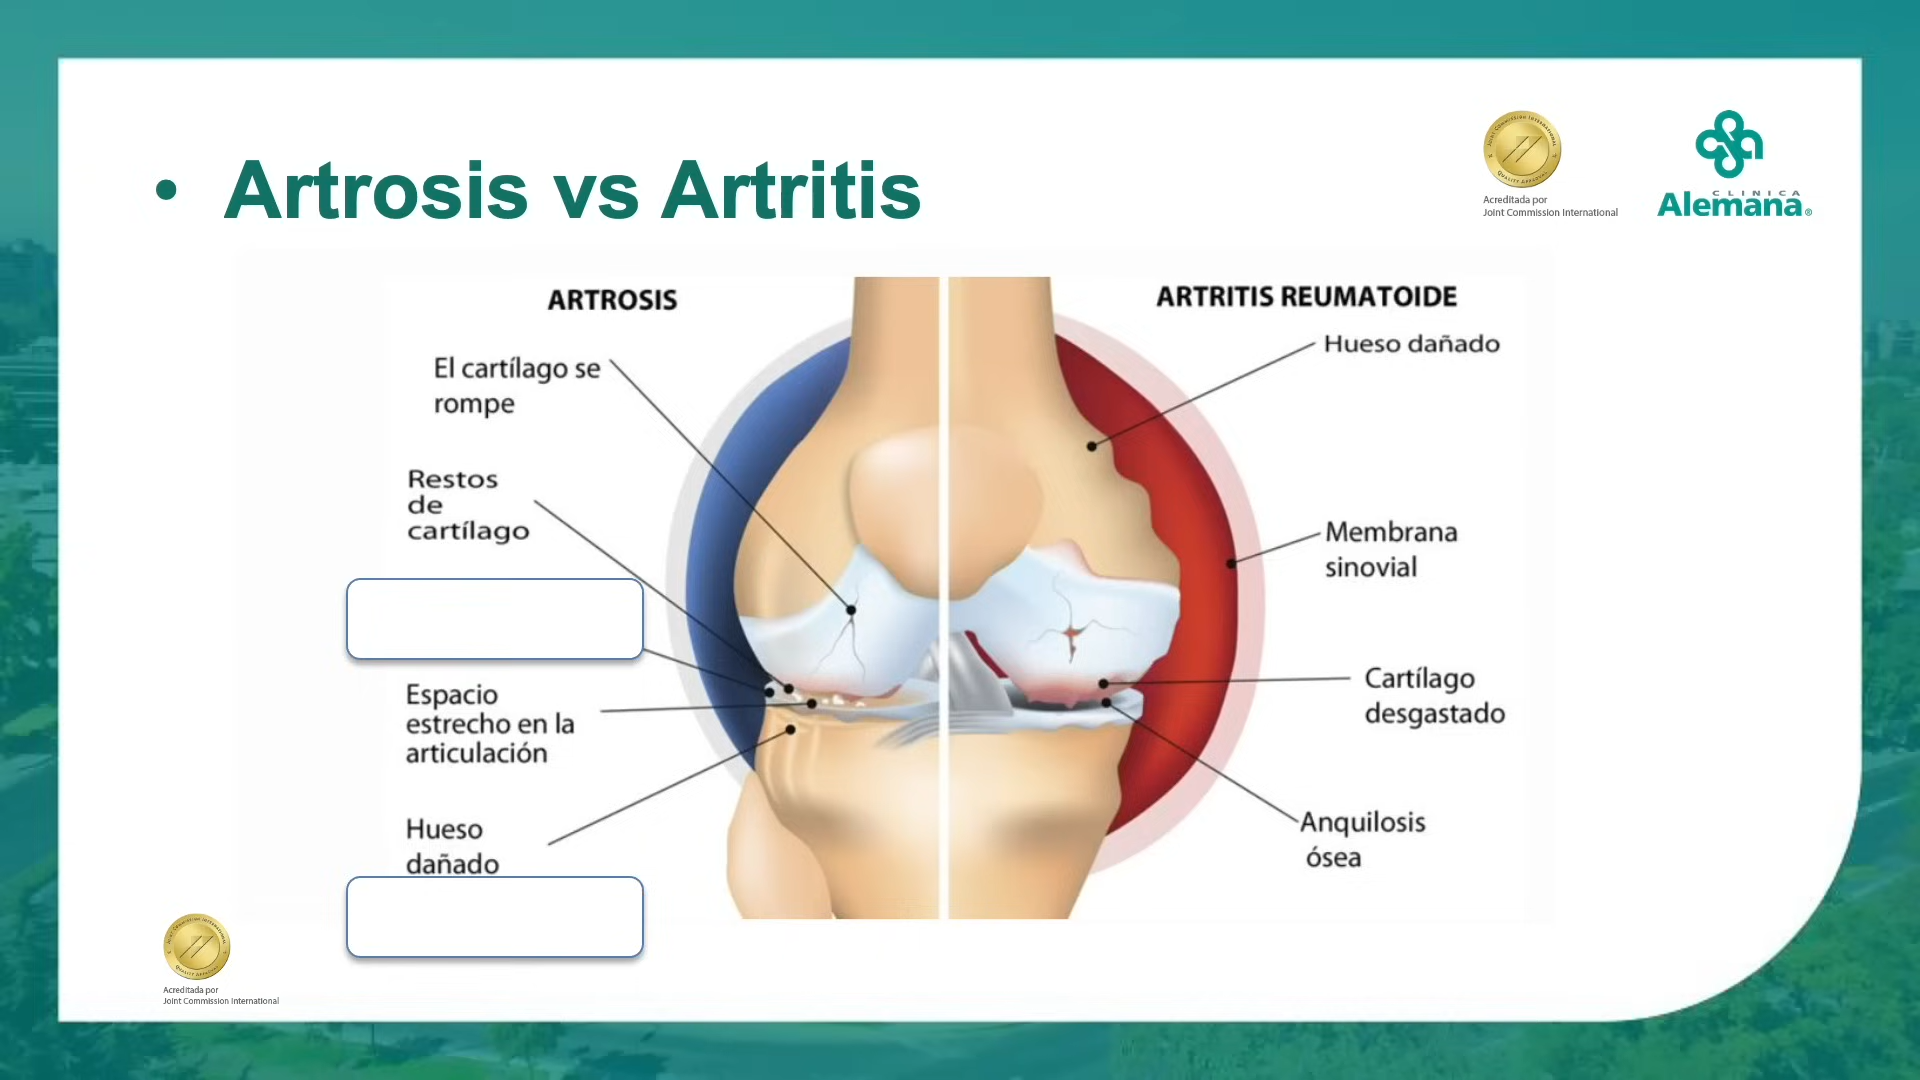 • Artrosis vs Artritis
Acreditada por
Joint Commission International
CLINICA
Alemana®
ARTROSIS
El cartílago se
rompe
Restos
de
cartílago
Espacio
estrecho en la
articulación
Hueso
dañado
ARTRITIS REUMATOIDE
Hueso dañado
Membrana
sinovial
Cartílago
desgastado
Anquilosis
ósea
Acreditada por
Joint Commission International